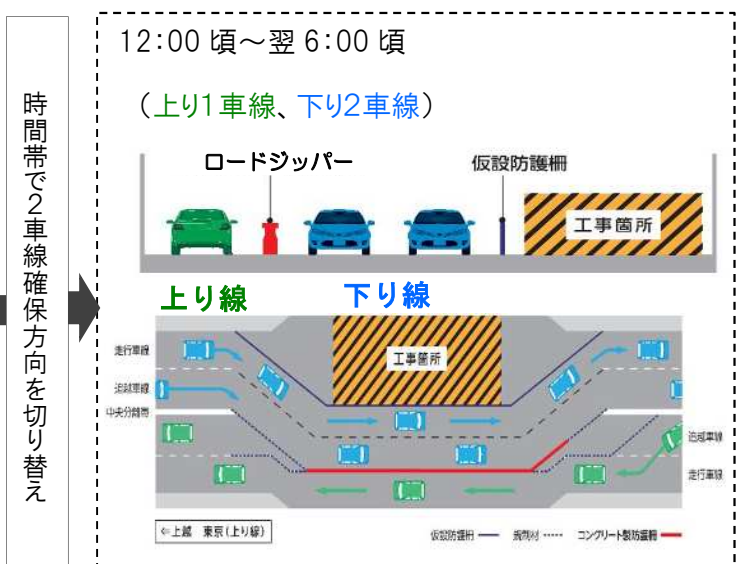 時間帯で2車線確保方向を切り替え
12:00 頃～翌 6:00 頃
（上り1車線、下り2車線）
ロードジッパー
仮設防護柵
工事箇所
上り線
下り線
走行車線
追越車線
中央分離帯
工事箇所
追越車線
走行車線
⇐上越 東京(上り線)
仮設防護柵
規制材
コンクリート製防護柵